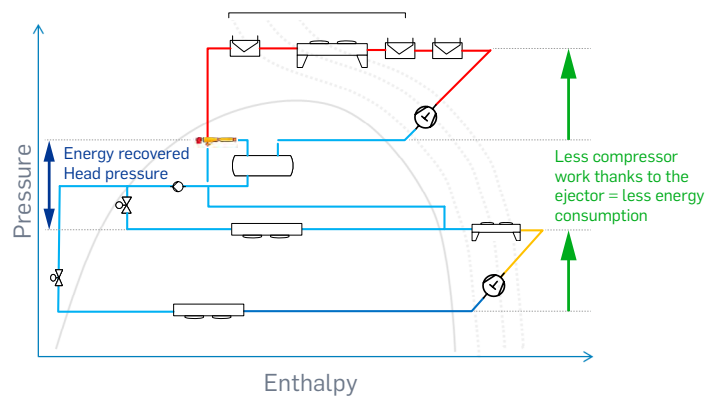 Pressure
Energy recovered
Head pressure
Less compressor
work thanks to the
ejector = less energy
consumption
Enthalpy